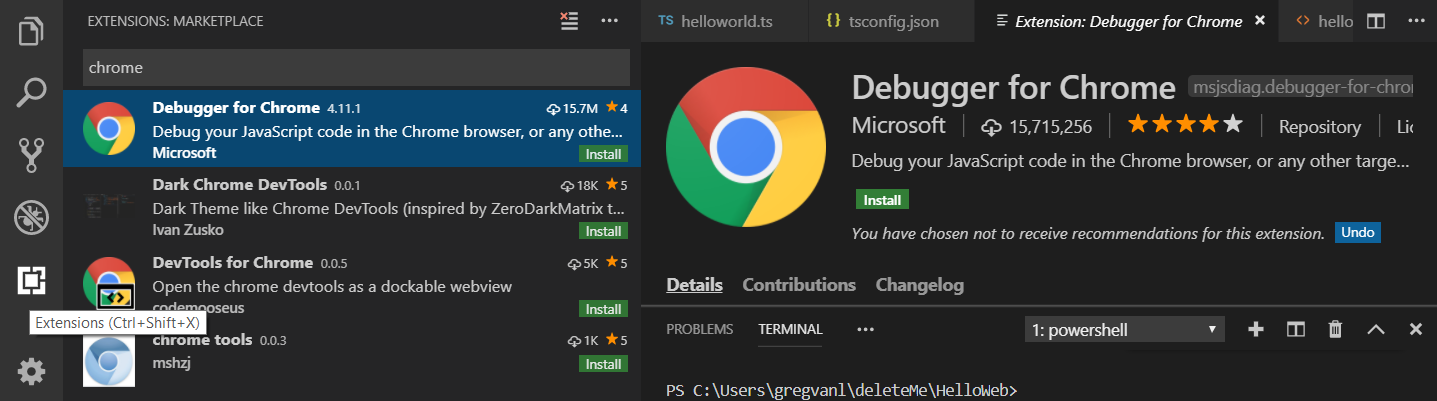 EXTENSIONS: MARKETPLACE
chrome
Debugger for Chrome 4.11.1 15.7M 4
Debug your JavaScript code in the Chrome browser, or any othe...
Microsoft Install
Dark Chrome DevTools 0.0.1 18K 5
Dark Theme like Chrome DevTools (inspired by ZeroDarkMatrix t...
Ivan Zusko Install
DevTools for Chrome 0.0.5 5K 5
Open the chrome devtools as a dockable webview
codemooseus Install
Extensions (Ctrl+Shift+X)
chrome tools 0.0.3 1K 5
mshzj Install
TS helloworld.ts {} tsconfig.json Extension: Debugger for Chrome <> hello
Debugger for Chrome msjsdiag.debugger-for-chro
Microsoft 15,715,256 Repository Lic
Debug your JavaScript code in the Chrome browser, or any other targe...
Install
You have chosen not to receive recommendations for this extension. Undo
Details Contributions Changelog
PROBLEMS TERMINAL ... 1: powershell
PS C:\Users\gregvanl\deleteMe\HelloWeb>